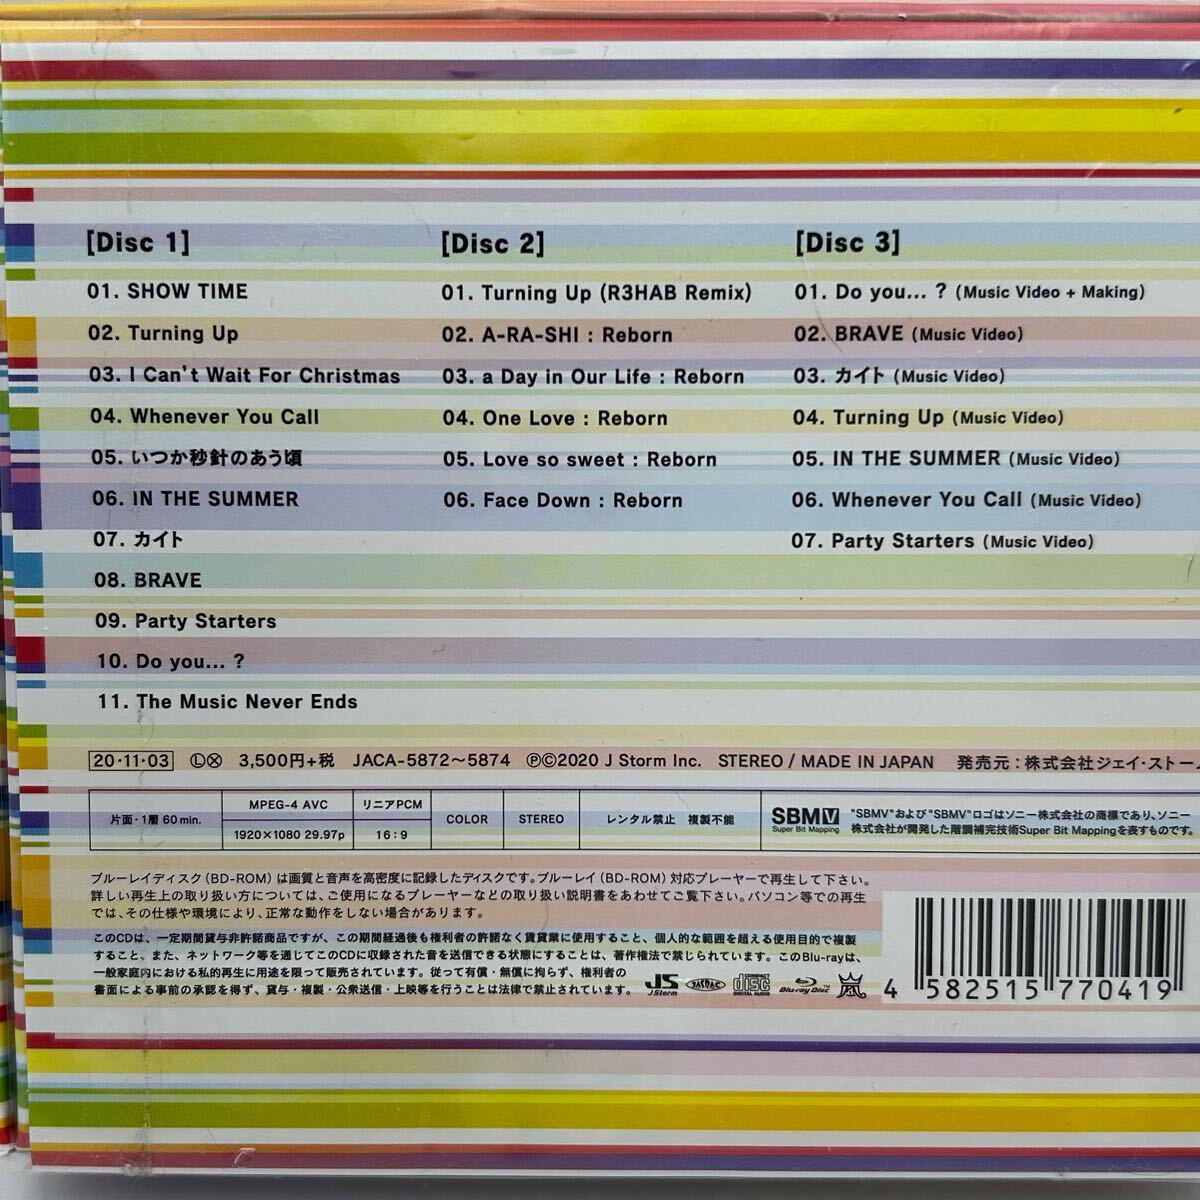 [Disc 1]
01. SHOW TIME
02. Turning Up
03. I Can't Wait For Christmas
04. Whenever You Call
05. いつか秒針のあう頃
06. IN THE SUMMER
07. カイト
08. BRAVE
09. Party Starters
10. Do you... ?
11. The Music Never Ends
[Disc 2]
01. Turning Up (R3HAB Remix)
02. A-RA-SHI : Reborn
03. a Day in Our Life : Reborn
04. One Love : Reborn
05. Love so sweet : Reborn
06. Face Down : Reborn
[Disc 3]
01. Do you... ? (Music Video + Making)
02. BRAVE (Music Video)
03. カイト (Music Video)
04. Turning Up (Music Video)
05. IN THE SUMMER (Music Video)
06. Whenever You Call (Music Video)
07. Party Starters (Music Video)
20・11・03 Ⓛⓧ 3,500円+税 JACA-5872〜5874 ℗©2020 J Storm Inc. STEREO / MADE IN JAPAN 発売元：株式会社ジェイ・ストーム
片面・1層 60 min.
MPEG-4 AVC
1920×1080 29.97p
リニアPCM
16：9
COLOR
STEREO
レンタル禁止 複製不能
SBMV
Super Bit Mapping
"SBMV"および"SBMV"ロゴはソニー株式会社の商標であり、ソニー
株式会社が開発した階調補完技術Super Bit Mappingを表すものです。
ブルーレイディスク（BD-ROM）は画質と音声を高密度に記録したディスクです。ブルーレイ（BD-ROM）対応プレーヤーで再生して下さい。
詳しい再生上の取り扱い方については、ご使用になるプレーヤーなどの取り扱い説明書をあわせてご覧下さい。パソコン等での再生
では、その仕様や環境により、正常な動作をしない場合があります。
このCDは、一定期間貸与非許諾商品ですが、この期間経過後も権利者の許諾なく賃貸業に使用すること、個人的な範囲を超える使用目的で複製
すること、また、ネットワーク等を通じてこのCDに収録された音を送信できる状態にすることは、著作権法で禁じられています。このBlu-rayは、
一般家庭内における私的再生に用途を限って販売されています。従って有償・無償に拘らず、権利者の
書面による事前の承認を得ず、貸与・複製・公衆送信・上映等を行うことは法律で禁止されています。
JS
J Storm
JASRAC
COMPACT
disc
DIGITAL AUDIO
Blu-ray Disc™
嵐
4 582515 770419